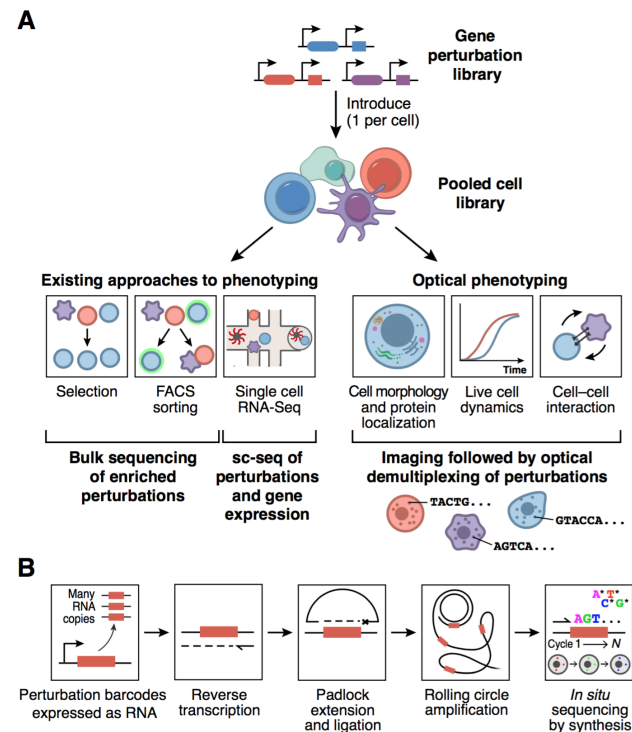 A
Gene
perturbation
library
Introduce
(1 per cell)
Pooled cell
library
Existing approaches to phenotyping
Optical phenotyping
Time
Selection
FACS
sorting
Single cell
RNA-Seq
Cell morphology
and protein
localization
Live cell
dynamics
Cell–cell
interaction
Bulk sequencing
of enriched
perturbations
sc-seq of
perturbations
and gene
expression
Imaging followed by optical
demultiplexing of perturbations
TACTG...
GTACCA...
AGTCA...
B
Many
RNA
copies
A*T*
C*G*
AGT...
Cycle 1 → N
Perturbation barcodes
expressed as RNA
Reverse
transcription
Padlock
extension
and ligation
Rolling circle
amplification
In situ
sequencing
by synthesis